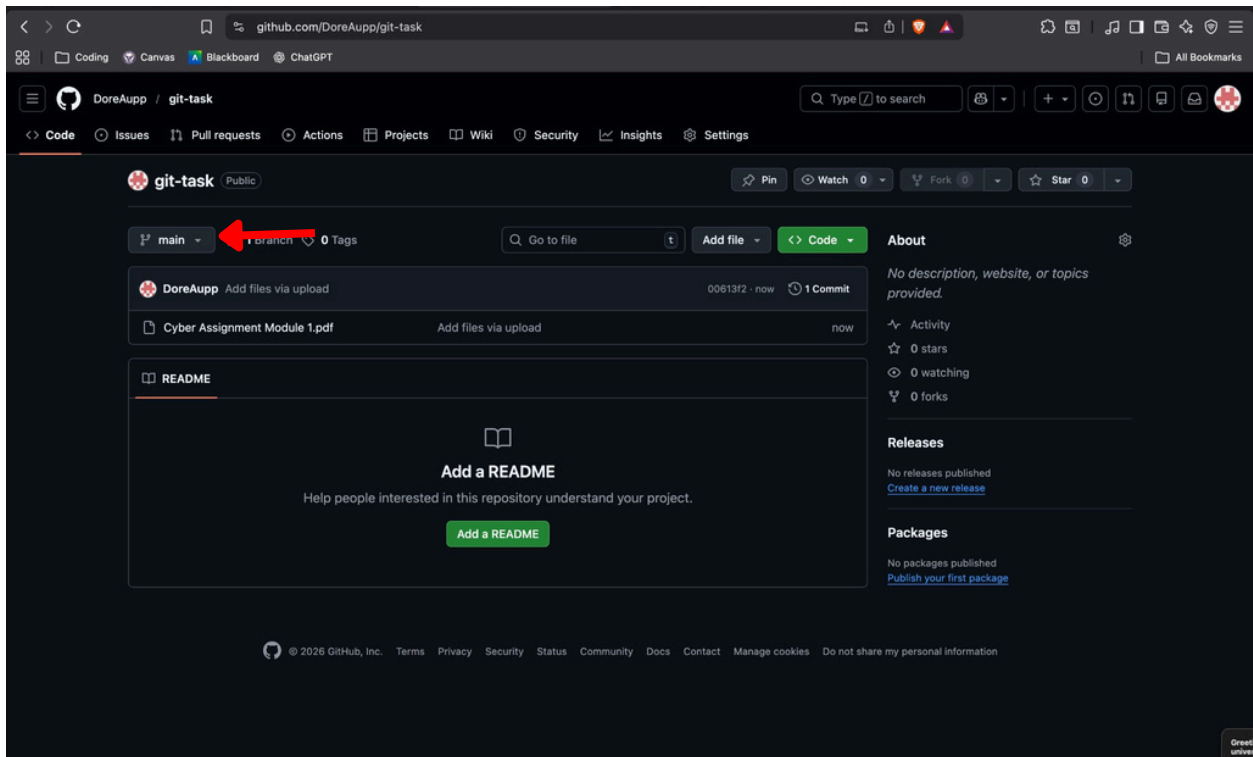 github.com/DoreAupp/git-task
Coding Canvas Blackboard ChatGPT All Bookmarks
DoreAupp / git-task Type / to search
Code Issues Pull requests Actions Projects Wiki Security Insights Settings
git-task Public Pin Watch 0 Fork 0 Star 0
main Branch 0 Tags Go to file t Add file Code
DoreAupp Add files via upload 00613f2 · now 1 Commit
Cyber Assignment Module 1.pdf Add files via upload now
README
Add a README
Help people interested in this repository understand your project.
Add a README
About
No description, website, or topics
provided.
Activity
0 stars
0 watching
0 forks
Releases
No releases published
Create a new release
Packages
No packages published
Publish your first package
© 2026 GitHub, Inc. Terms Privacy Security Status Community Docs Contact Manage cookies Do not share my personal information